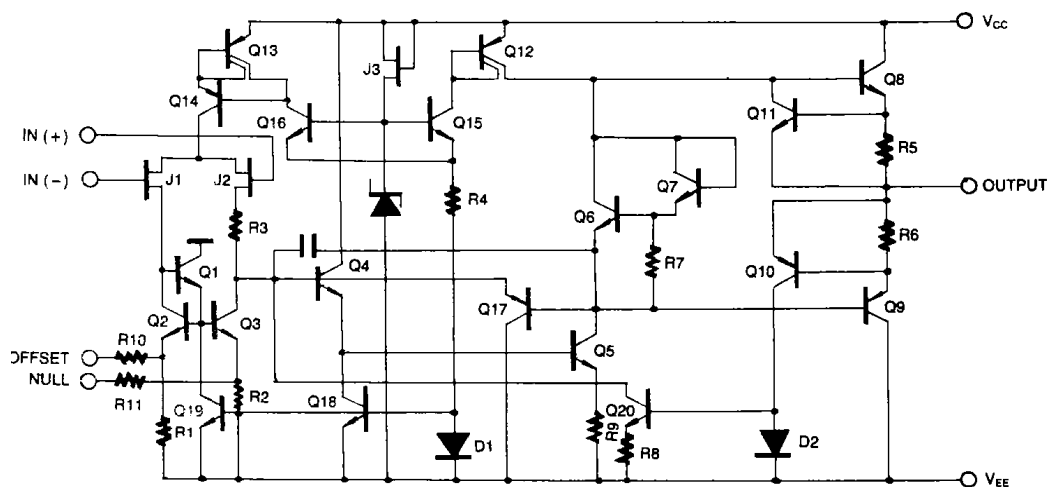 VCC
Q13
Q12
J3
Q8
Q14
Q11
Q16
Q15
IN (+)
R5
IN (−)
J1
J2
Q7
OUTPUT
R4
Q6
R3
R6
Q4
Q1
R7
Q10
Q17
Q9
Q2
Q3
R10
Q5
OFFSET
NULL
R2
R11
Q19
Q18
Q20
R1
R9
D1
R8
D2
VEE